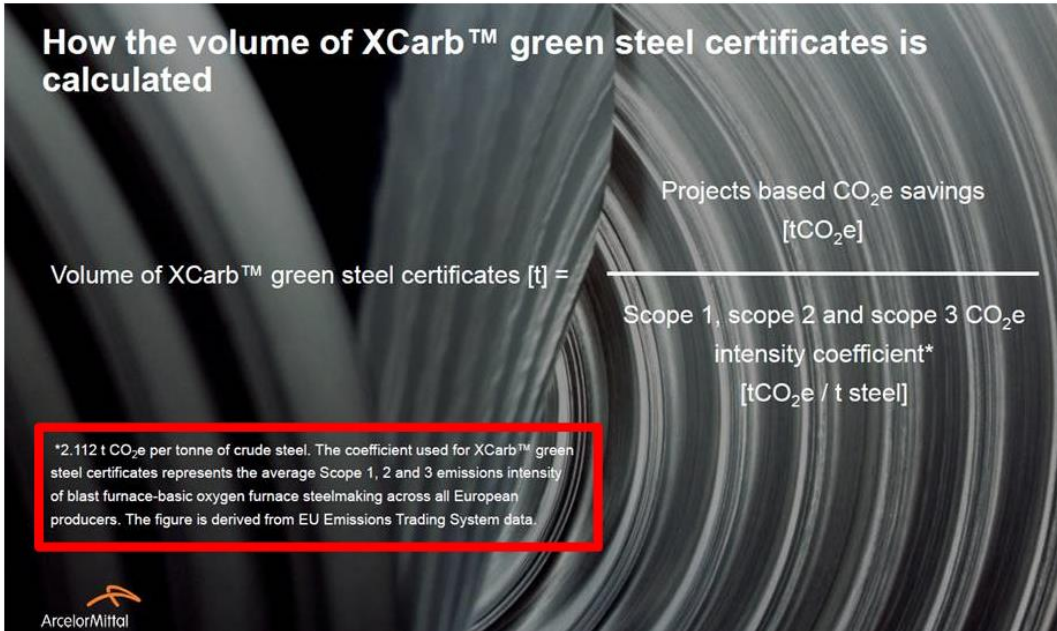 How the volume of XCarb™ green steel certificates is
calculated
Volume of XCarb™ green steel certificates [t] =
Projects based CO₂e savings
[tCO₂e]
Scope 1, scope 2 and scope 3 CO₂e
intensity coefficient*
[tCO₂e / t steel]
*2.112 t CO₂e per tonne of crude steel. The coefficient used for XCarb™ green
steel certificates represents the average Scope 1, 2 and 3 emissions intensity
of blast furnace-basic oxygen furnace steelmaking across all European
producers. The figure is derived from EU Emissions Trading System data.
ArcelorMittal